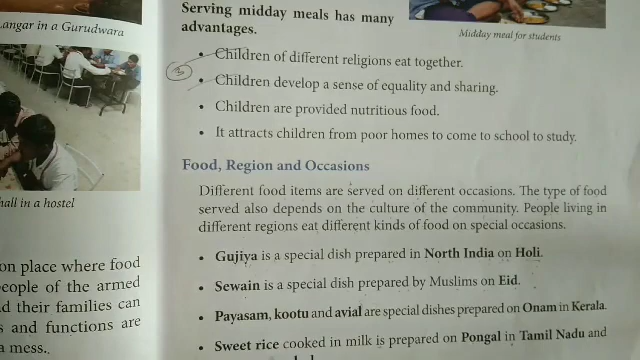 Langar in a Gurudwara
hall in a hostel
on place where food
people of the armed
d their families can
s and functions are
a mess.
Serving midday meals has many
advantages.
Midday meal for students
• Children of different religions eat together.
3
• Children develop a sense of equality and sharing.
• Children are provided nutritious food.
• It attracts children from poor homes to come to school to study.
Food, Region and Occasions
Different food items are served on different occasions. The type of food
served also depends on the culture of the community. People living in
different regions eat different kinds of food on special occasions.
• Gujiya is a special dish prepared in North India on Holi.
• Sewain is a special dish prepared by Muslims on Eid.
• Payasam, kootu and avial are special dishes prepared on Onam in Kerala.
• Sweet rice cooked in milk is prepared on Pongal in Tamil Nadu and